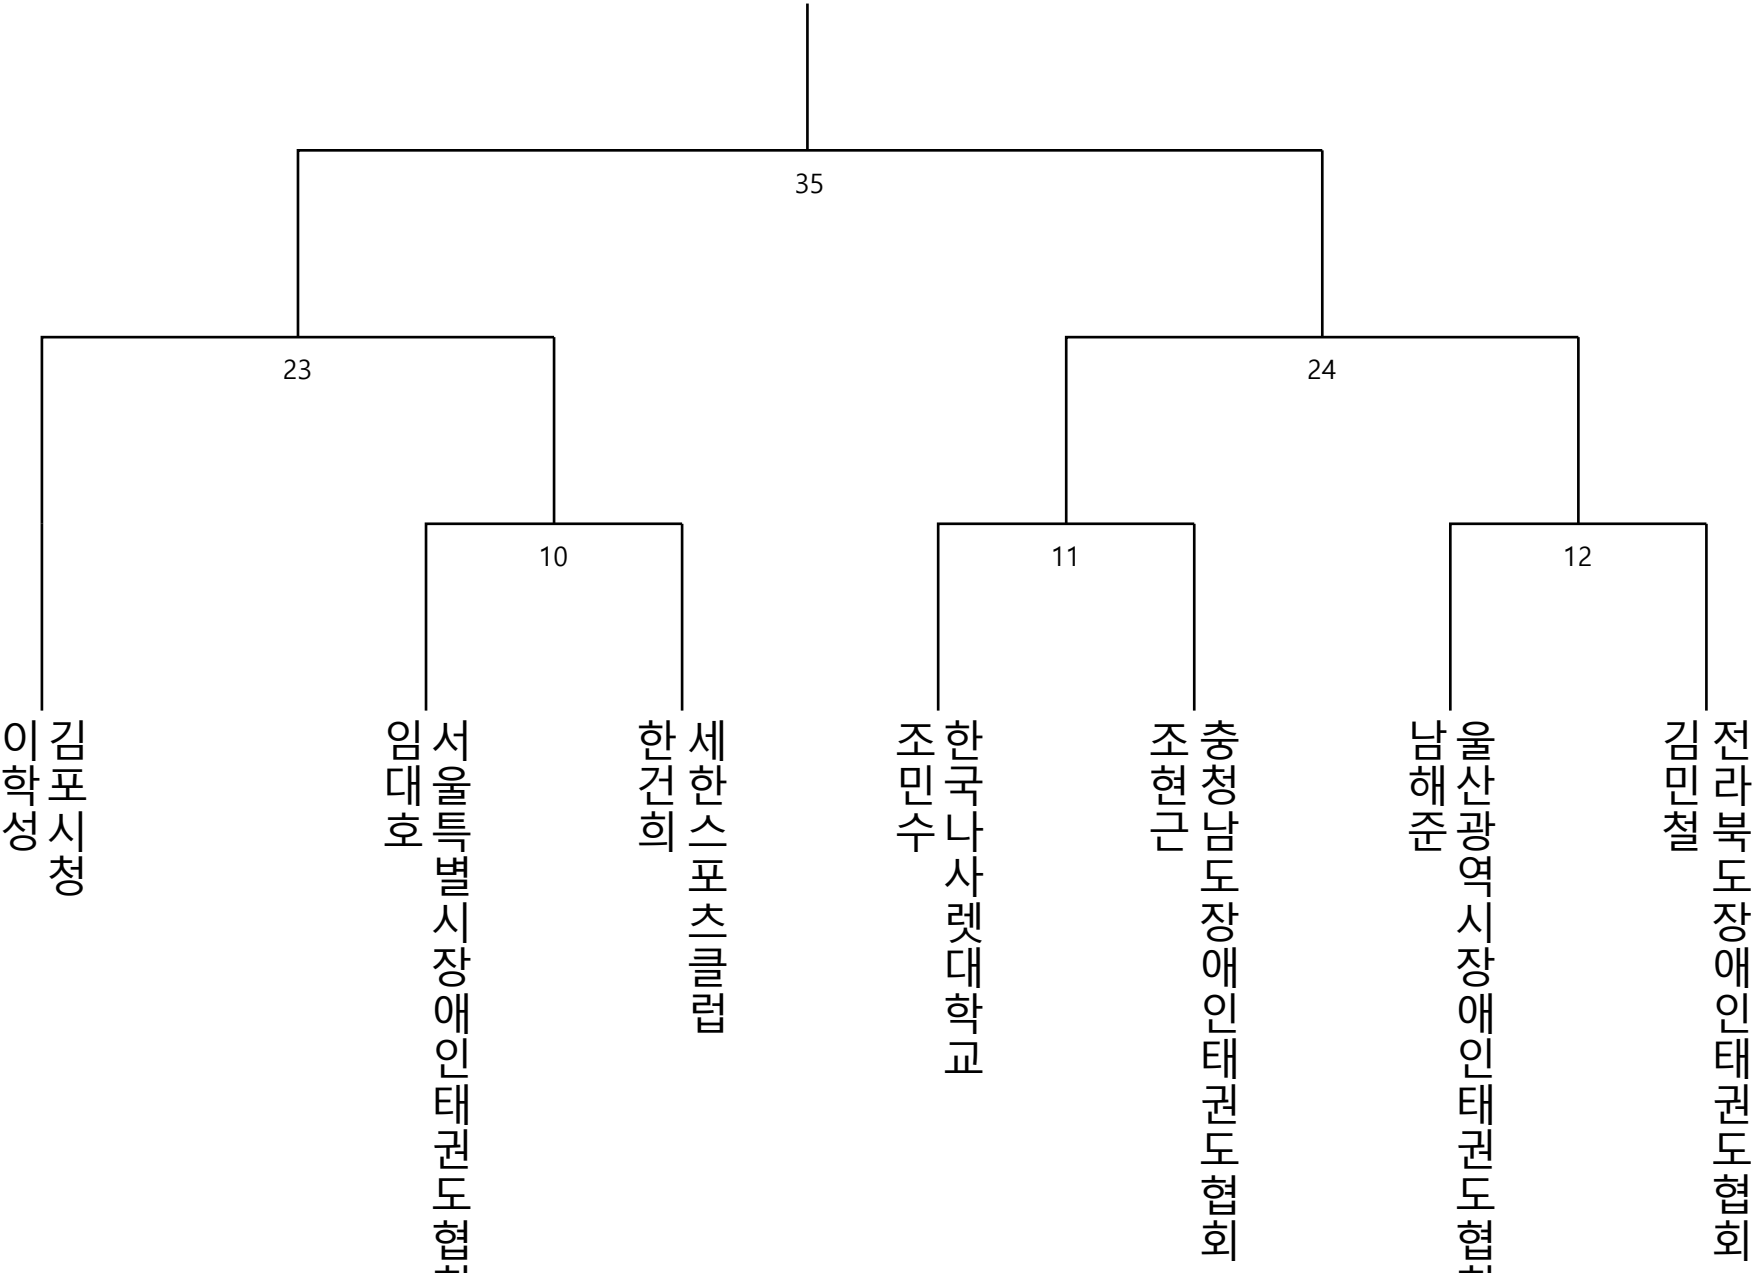 35
23
24
10
11
12
이학성
김포시청
임대호
서울특별시장애인태권도협
한건희
세한스포츠클럽
조민수
한국나사렛대학교
조현근
충청남도장애인태권도협회
남해준
울산광역시장애인태권도협
김민철
전라북도장애인태권도협회